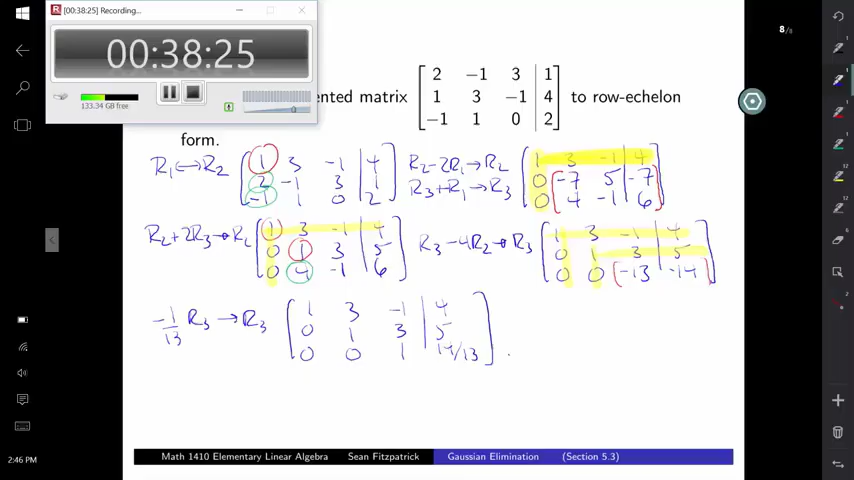 [00:38:25] Recording...
00:38:25
133.34 GB free
8/8
ented matrix
2 −1 3 1
1 3 −1 4
−1 1 0 2
to row-echelon
form.
R1 ↔ R2
1 3 -1 4
2 -1 3 1
-1 1 0 2
R2-2R1→R2
R3+R1→R3
1 3 -1 4
0 -7 5 -7
0 4 -1 6
R2+2R3→R2
1 3 -1 4
0 1 3 5
0 4 -1 6
R3-4R2→R3
1 3 -1 4
0 1 3 5
0 0 -13 -14
-1/13 R3 → R3
1 3 -1 4
0 1 3 5
0 0 1 14/13
Math 1410 Elementary Linear Algebra Sean Fitzpatrick Gaussian Elimination (Section 5.3)
2:46 PM